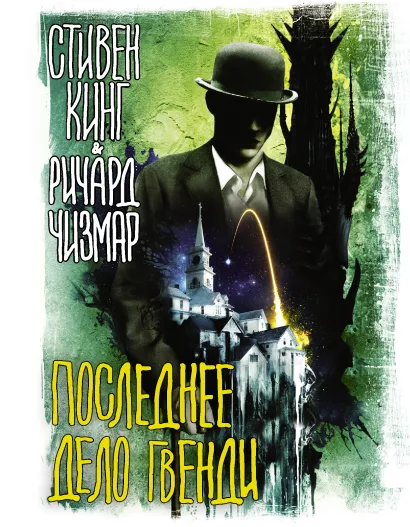 СТИВЕН
КИНГ
&
РИЧАРД
ЧИЗМАР
ПОСЛЕДНЕЕ
ДЕЛО ГВЕНДИ